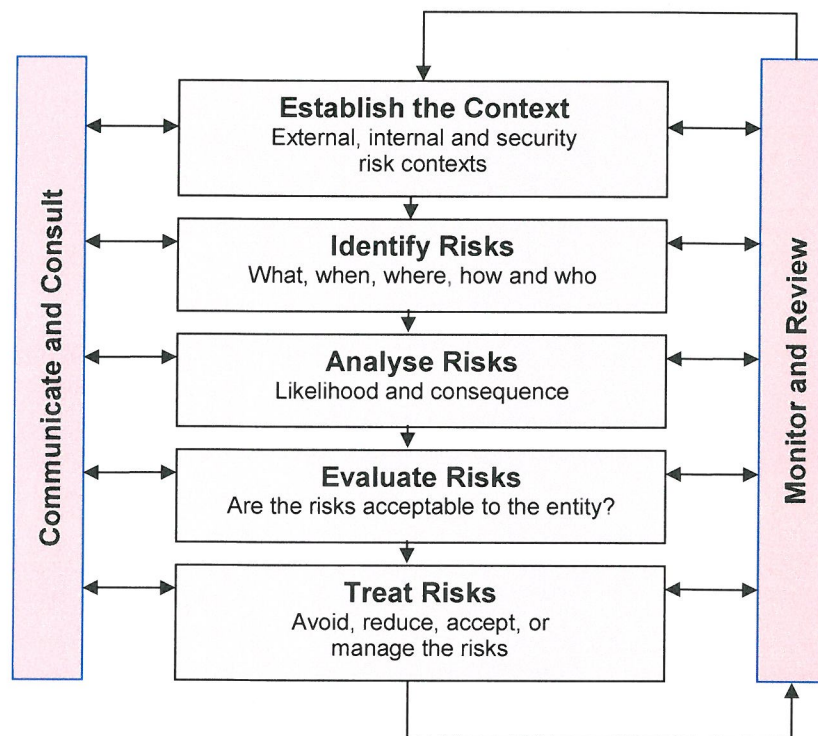 Communicate and Consult
Establish the Context
External, internal and security
risk contexts
Identify Risks
What, when, where, how and who
Analyse Risks
Likelihood and consequence
Evaluate Risks
Are the risks acceptable to the entity?
Treat Risks
Avoid, reduce, accept, or
manage the risks
Monitor and Review